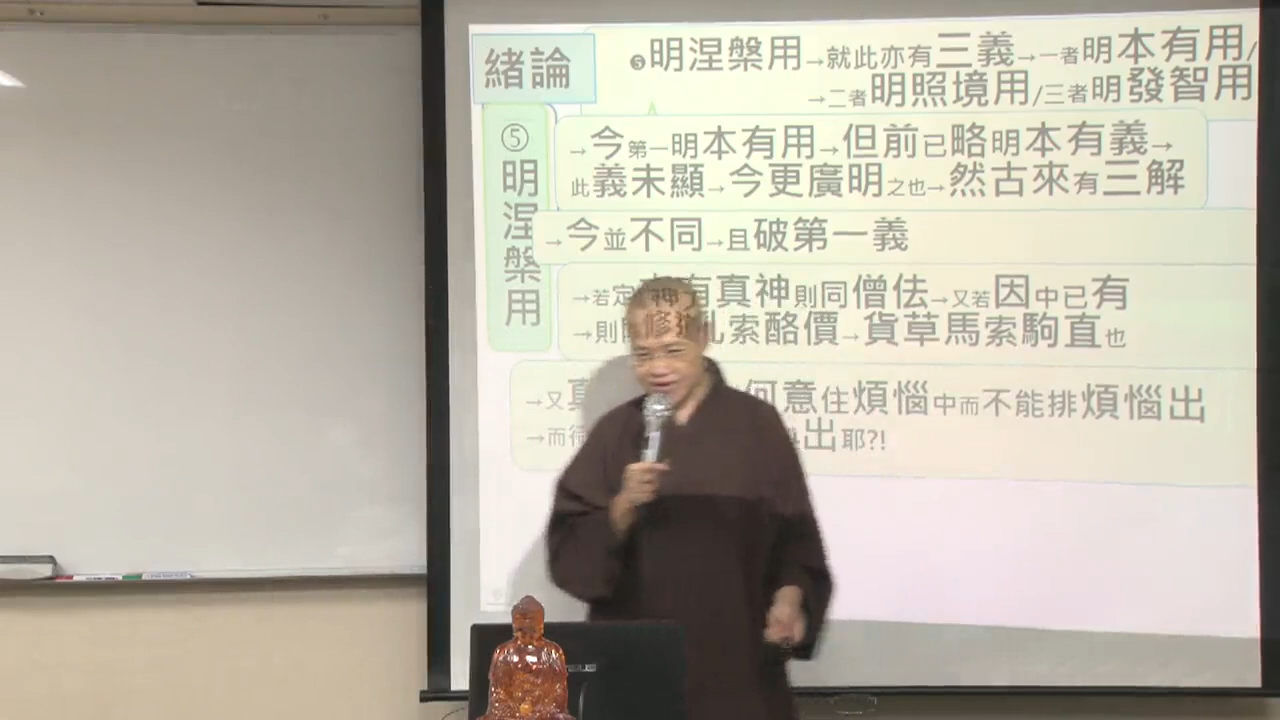 緒論
❺明涅槃用→就此亦有三義→一者明本有用/
→二者明照境用/三者明發智用
⑤
明涅槃用
→今第一明本有用→但前已略明本有義→
此義未顯→今更廣明之也→然古來有三解
→今並不同→且破第一義
→若定有真神則同僧佉→又若因中已有
→則索酪價→貨草馬索駒直也
→又真何意住煩惱中而不能排煩惱出
→而出耶?!